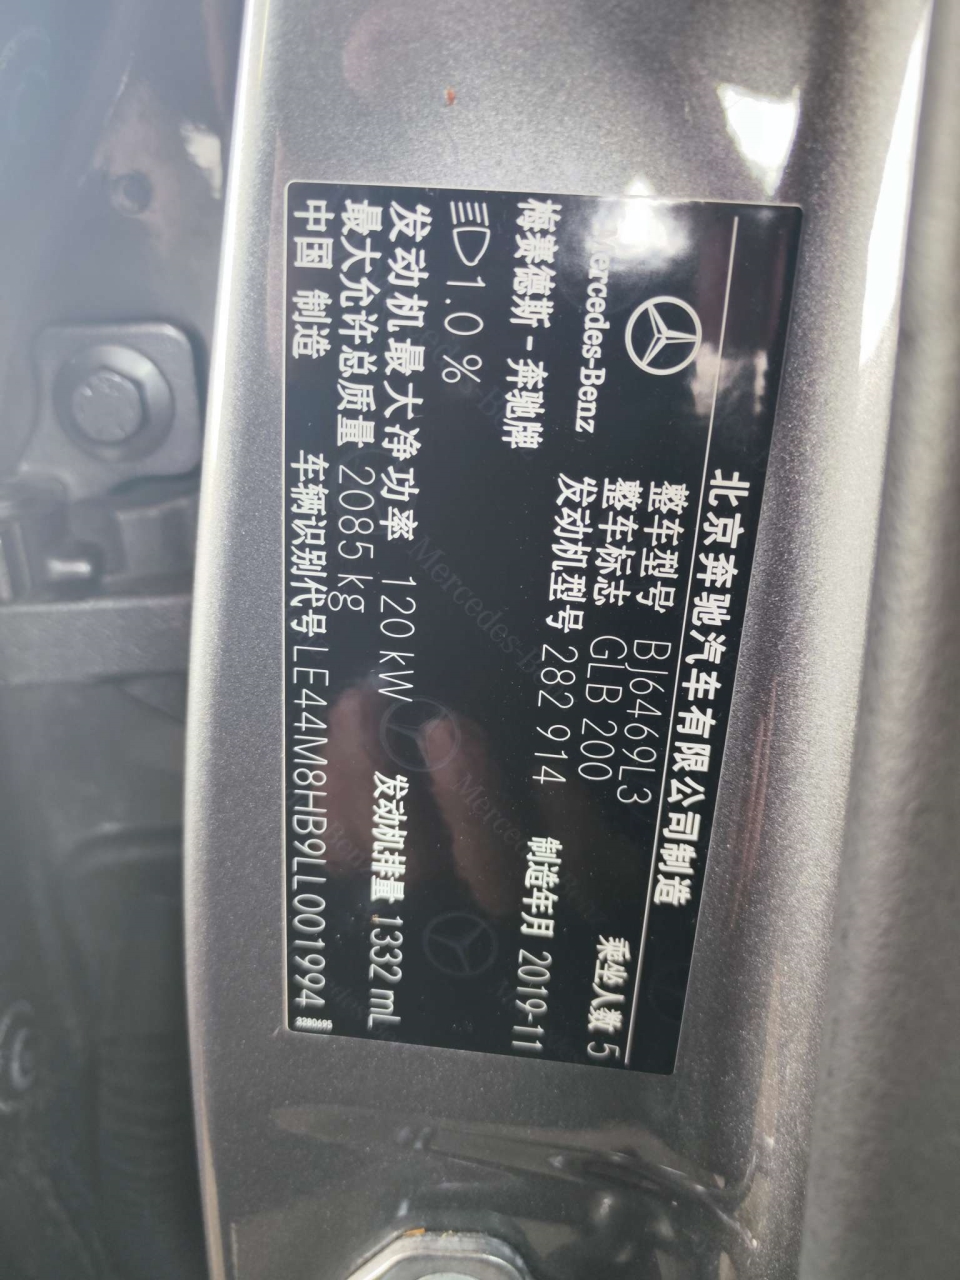 北京奔驰汽车有限公司制造
Mercedes-Benz
梅赛德斯-奔驰牌
整车型号 BJ6469L3
整车标志 GLB 200 乘坐人数 5
发动机型号 282 914 制造年月 2019-11
1.0%
发动机最大净功率 120 kW 发动机排量 1332 mL
最大允许总质量 2085 kg
中国 制造 车辆识别代号 LE44M8HB9LL001994
3280695